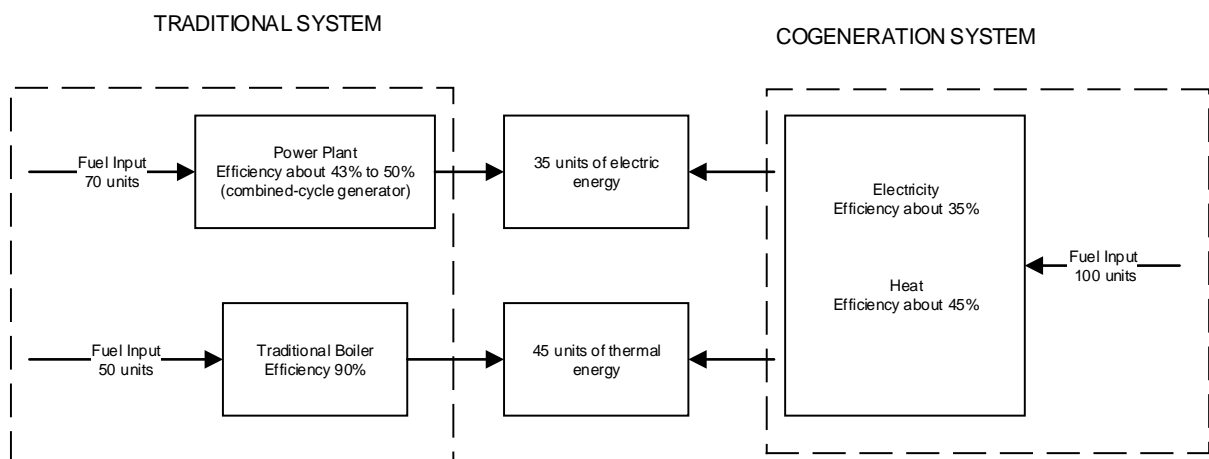 TRADITIONAL SYSTEM
COGENERATION SYSTEM
Fuel Input
70 units
Power Plant
Efficiency about 43% to 50%
(combined-cycle generator)
35 units of electric
energy
Electricity
Efficiency about 35%
Heat
Efficiency about 45%
Fuel Input
100 units
Fuel Input
50 units
Traditional Boiler
Efficiency 90%
45 units of thermal
energy